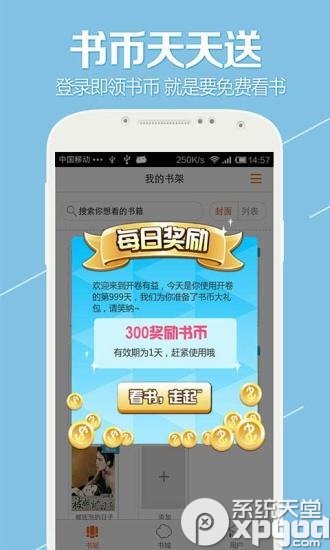 书币天天送
登录即领书币 就是要免费看书
中国移动
250K/s
14:57
我的书架
搜索你想看的书籍
封面
列表
每日奖励
欢迎来到开卷有益,今天是你使用开卷
的第999天,我们为你准备了书币大礼
包,请笑纳~
300奖励书币
有效期为1天,赶紧使用哦
看书,走起~
添加
书架
书城
用户
系统天堂
xpgod
.com